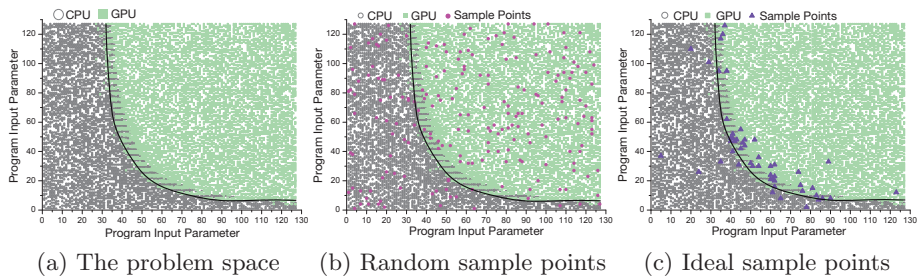 CPU GPU
Program Input Parameter
120
100
80
60
40
20
0
0 10 20 30 40 50 60 70 80 90 100 110 120 130
Program Input Parameter
(a) The problem space
CPU GPU Sample Points
Program Input Parameter
120
100
80
60
40
20
0
0 10 20 30 40 50 60 70 80 90 100 110 120 130
Program Input Parameter
(b) Random sample points
CPU GPU Sample Points
Program Input Parameter
120
100
80
60
40
20
0
0 10 20 30 40 50 60 70 80 90 100 110 120 130
Program Input Parameter
(c) Ideal sample points